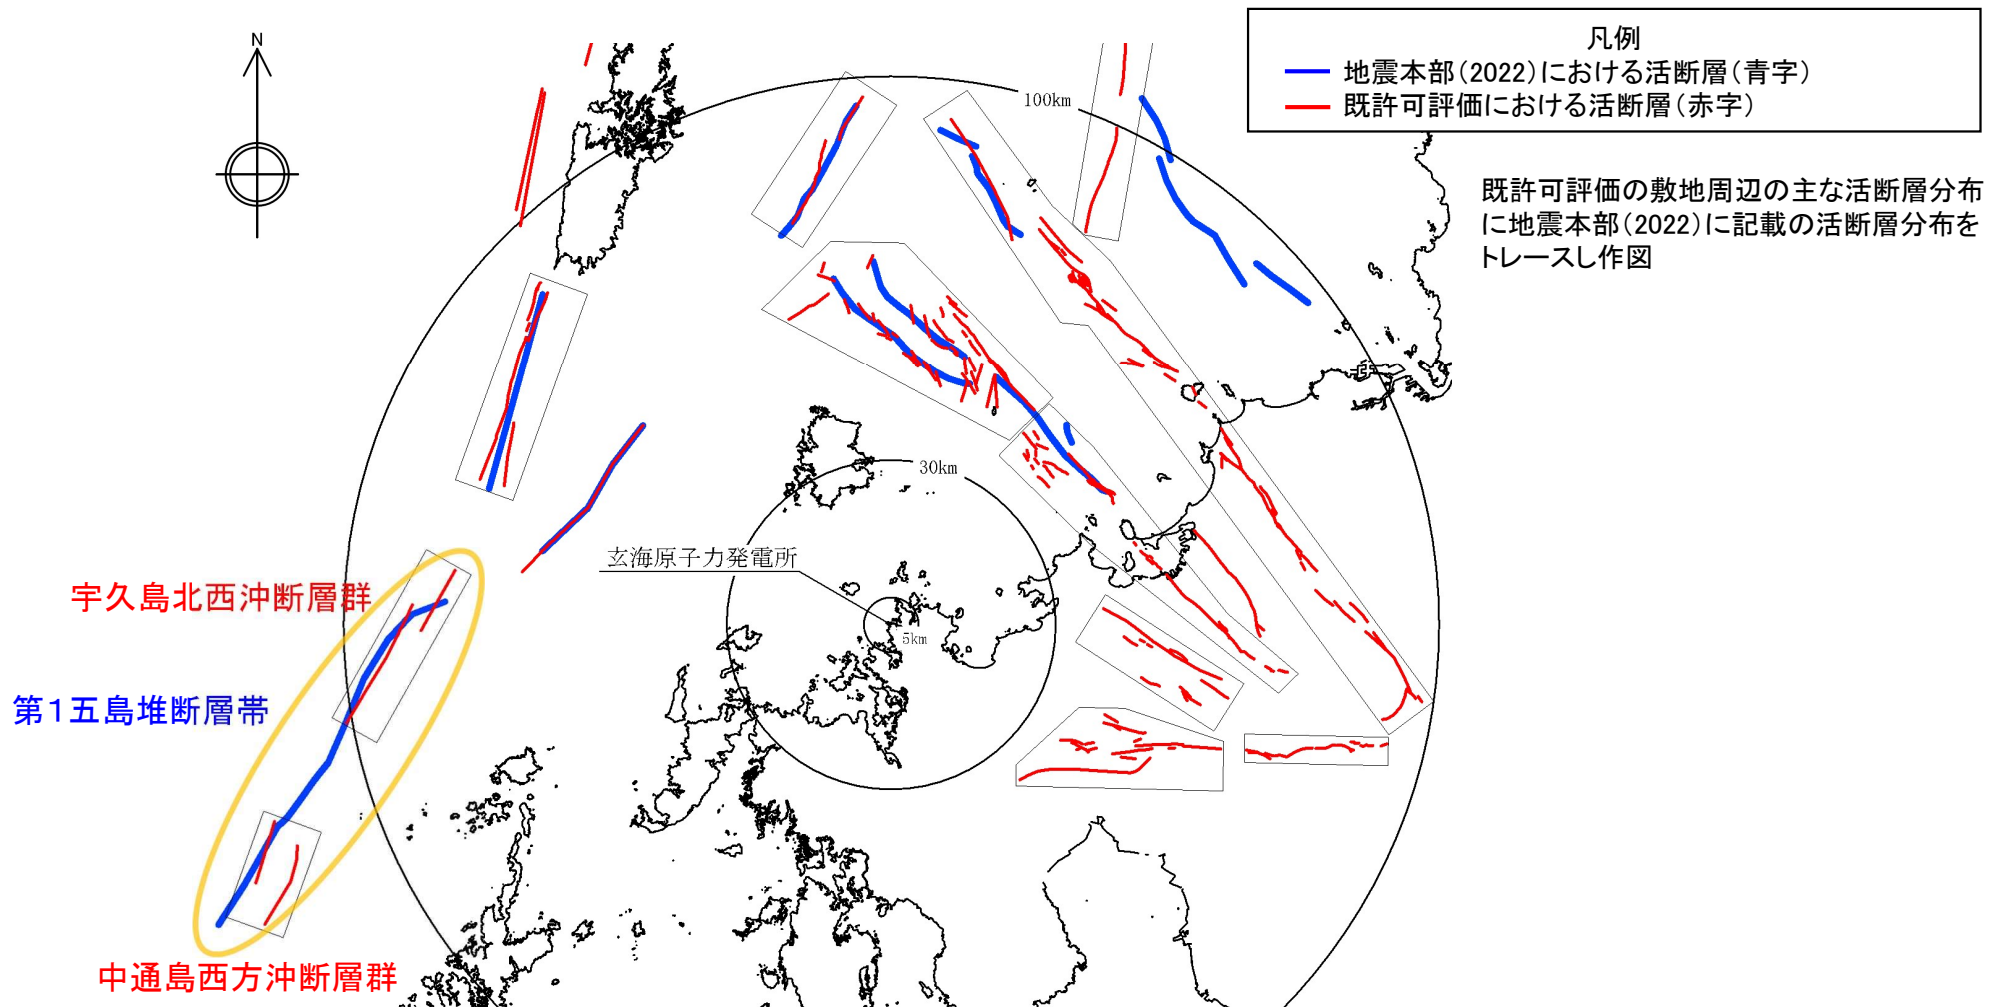 N
凡例
地震本部(2022)における活断層(青字)
既許可評価における活断層(赤字)
既許可評価の敷地周辺の主な活断層分布
に地震本部(2022)に記載の活断層分布を
トレースし作図
100km
30km
玄海原子力発電所
5km
宇久島北西沖断層群
第1五島堆断層帯
中通島西方沖断層群